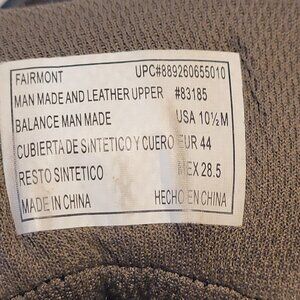 FAIRMONT UPC#889260655010
MAN MADE AND LEATHER UPPER #83185
BALANCE MAN MADE USA 10½ M
CUBIERTA DE SINTETICO Y CUERO EUR 44
RESTO SINTETICO MEX 28.5
MADE IN CHINA HECHO EN CHINA